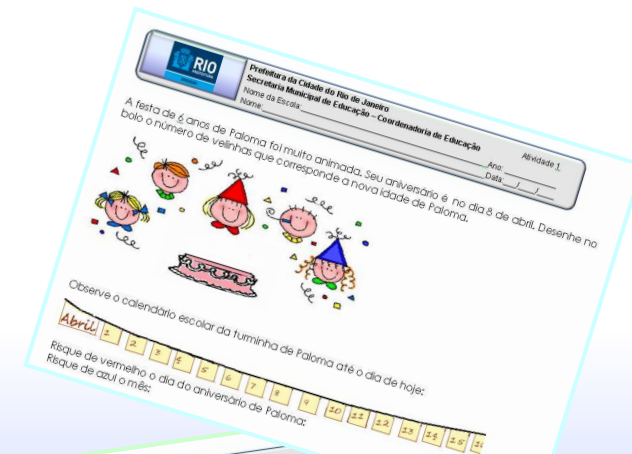 RIO
PREFEITURA
Prefeitura da Cidade do Rio de Janeiro
Secretaria Municipal de Educação – Coordenadoria de Educação
Nome da Escola:
Nome:
Atividade 1
Ano:
Data: / /
A festa de 6 anos de Paloma foi muito animada. Seu aniversário é no dia 8 de abril. Desenhe no
bolo o número de velinhas que corresponde a nova idade de Paloma.
Observe o calendário escolar da turminha de Paloma até o dia de hoje:
Abril 1 2 3 4 5 6 7 8 9 10 11 12 13 14 15
Risque de vermelho o dia do aniversário de Paloma:
Risque de azul o mês: